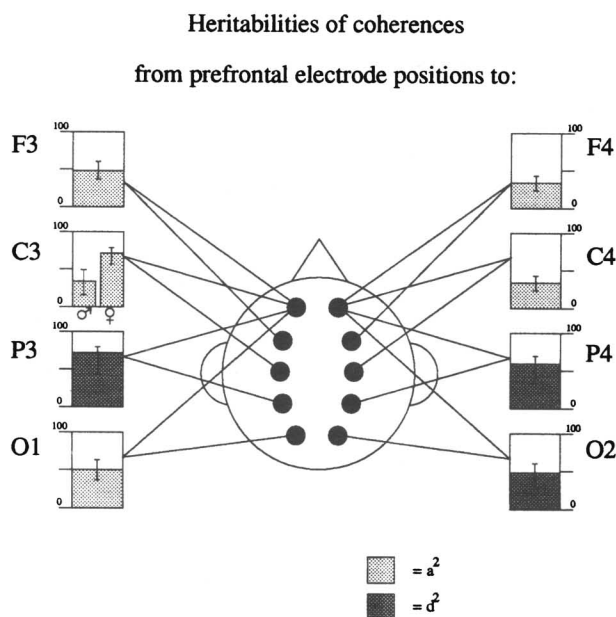 Heritabilities of coherences
from prefrontal electrode positions to:
F3
100
0
F4
100
0
C3
100
0
♂ ♀
C4
100
0
P3
100
0
P4
100
0
O1
100
0
O2
100
0
= a²
= d²